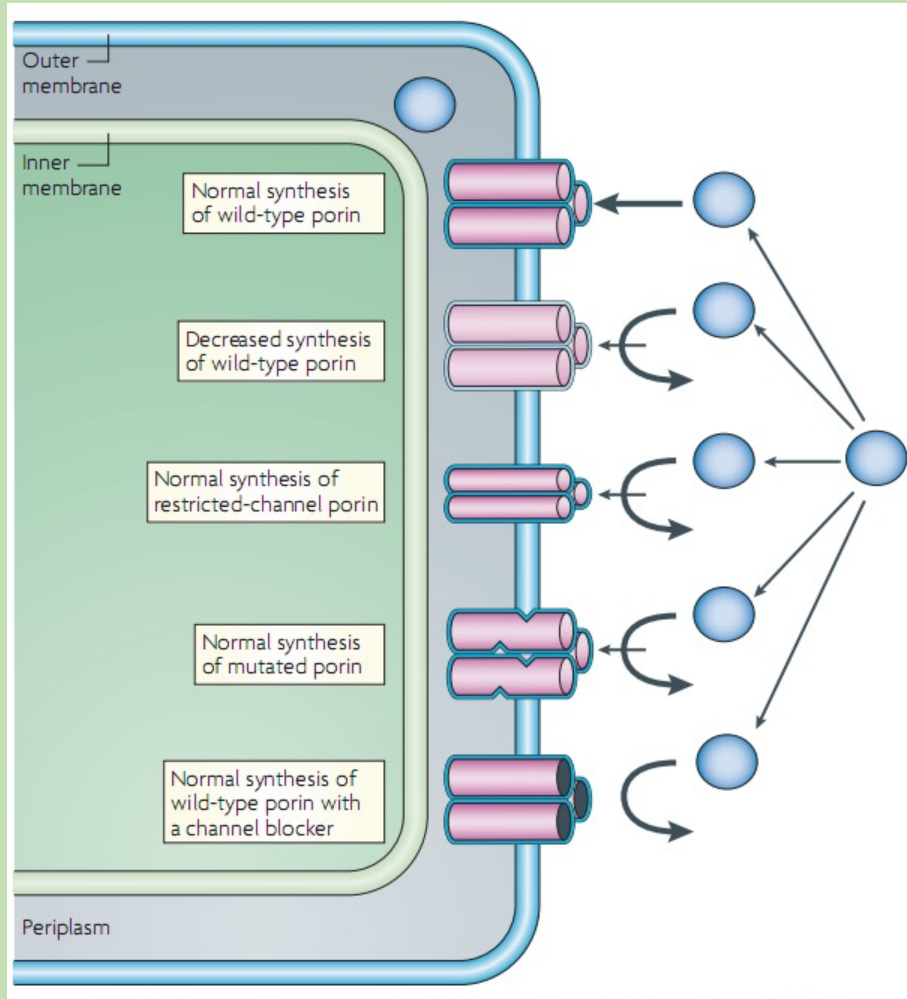 Outer
membrane
Inner
membrane
Normal synthesis
of wild-type porin
Decreased synthesis
of wild-type porin
Normal synthesis of
restricted-channel porin
Normal synthesis
of mutated porin
Normal synthesis of
wild-type porin with
a channel blocker
Periplasm